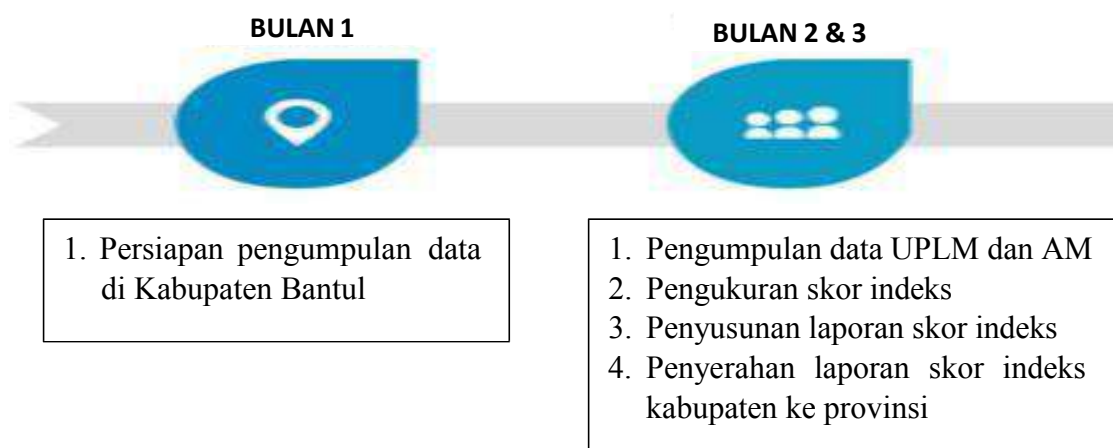 BULAN 1
BULAN 2 & 3
1. Persiapan pengumpulan data
di Kabupaten Bantul
1. Pengumpulan data UPLM dan AM
2. Pengukuran skor indeks
3. Penyusunan laporan skor indeks
4. Penyerahan laporan skor indeks
kabupaten ke provinsi